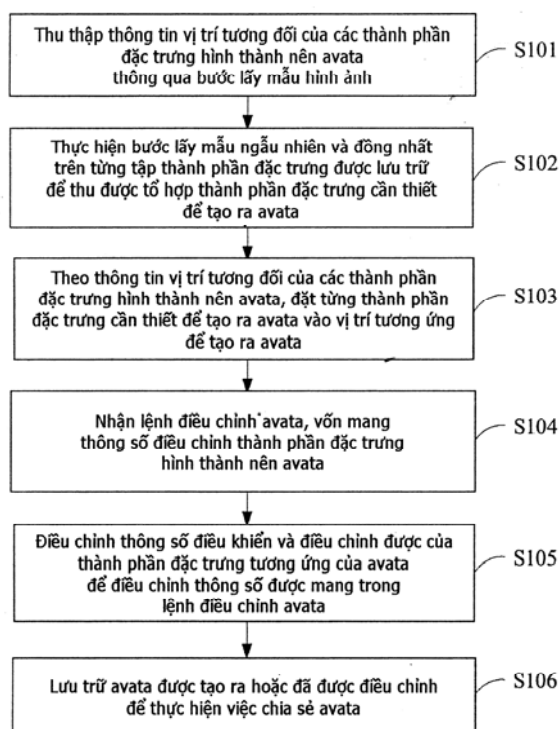 Thu thập thông tin vị trí tương đối của các thành phần
đặc trưng hình thành nên avata
thông qua bước lấy mẫu hình ảnh
S101
Thực hiện bước lấy mẫu ngẫu nhiên và đồng nhất
trên từng tập thành phần đặc trưng được lưu trữ
để thu được tổ hợp thành phần đặc trưng cần thiết
để tạo ra avata
S102
Theo thông tin vị trí tương đối của các thành phần
đặc trưng hình thành nên avata, đặt từng thành phần
đặc trưng cần thiết để tạo ra avata vào vị trí tương ứng
để tạo ra avata
S103
Nhận lệnh điều chỉnh avata, vốn mang
thông số điều chỉnh thành phần đặc trưng
hình thành nên avata
S104
Điều chỉnh thông số điều khiển và điều chỉnh được của
thành phần đặc trưng tương ứng của avata
để điều chỉnh thông số được mang trong
lệnh điều chỉnh avata
S105
Lưu trữ avata được tạo ra hoặc đã được điều chỉnh
để thực hiện việc chia sẻ avata
S106